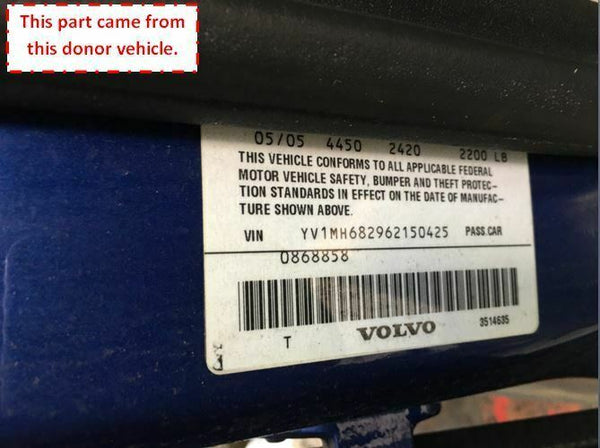 This part came from
this donor vehicle.
05/05 4450 2420 2200 LB
THIS VEHICLE CONFORMS TO ALL APPLICABLE FEDERAL
MOTOR VEHICLE SAFETY, BUMPER AND THEFT PROTEC-
TION STANDARDS IN EFFECT ON THE DATE OF MANUFAC-
TURE SHOWN ABOVE.
VIN YV1MH682962150425 PASS.CAR
0868858
T VOLVO 3514635